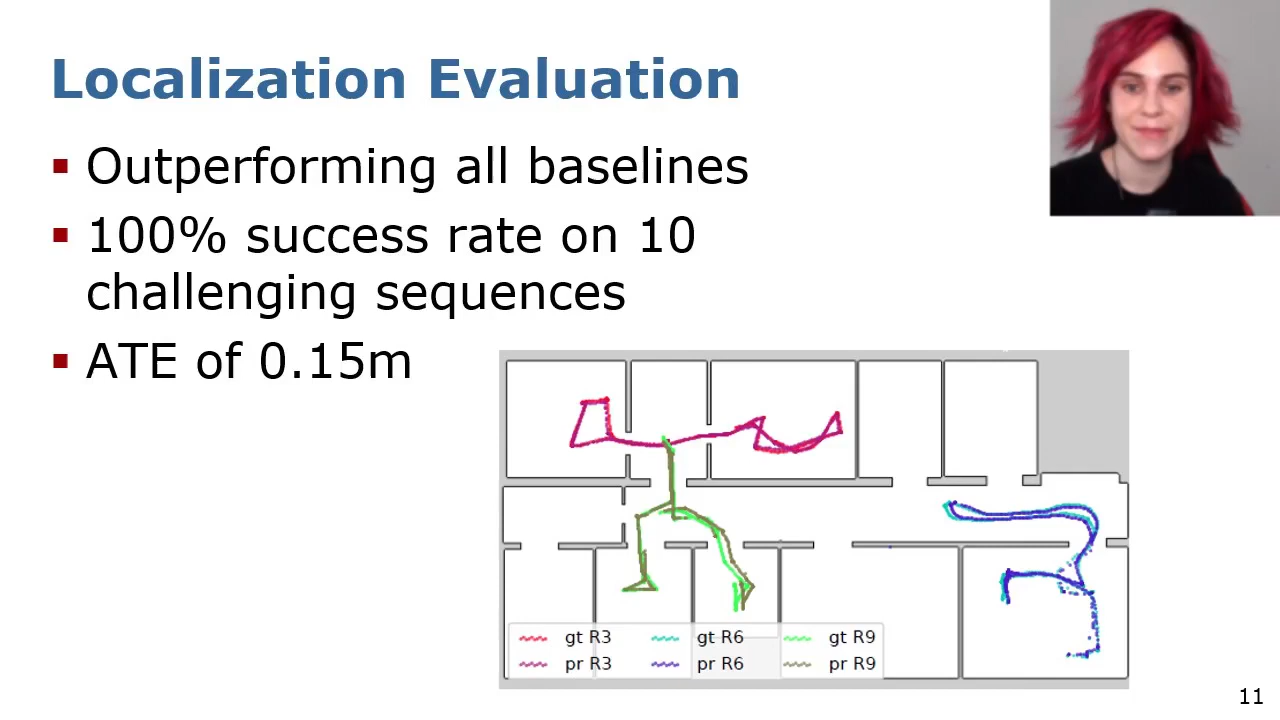 Localization Evaluation
▪ Outperforming all baselines
▪ 100% success rate on 10
challenging sequences
▪ ATE of 0.15m
gt R3 gt R6 gt R9
pr R3 pr R6 pr R9
11